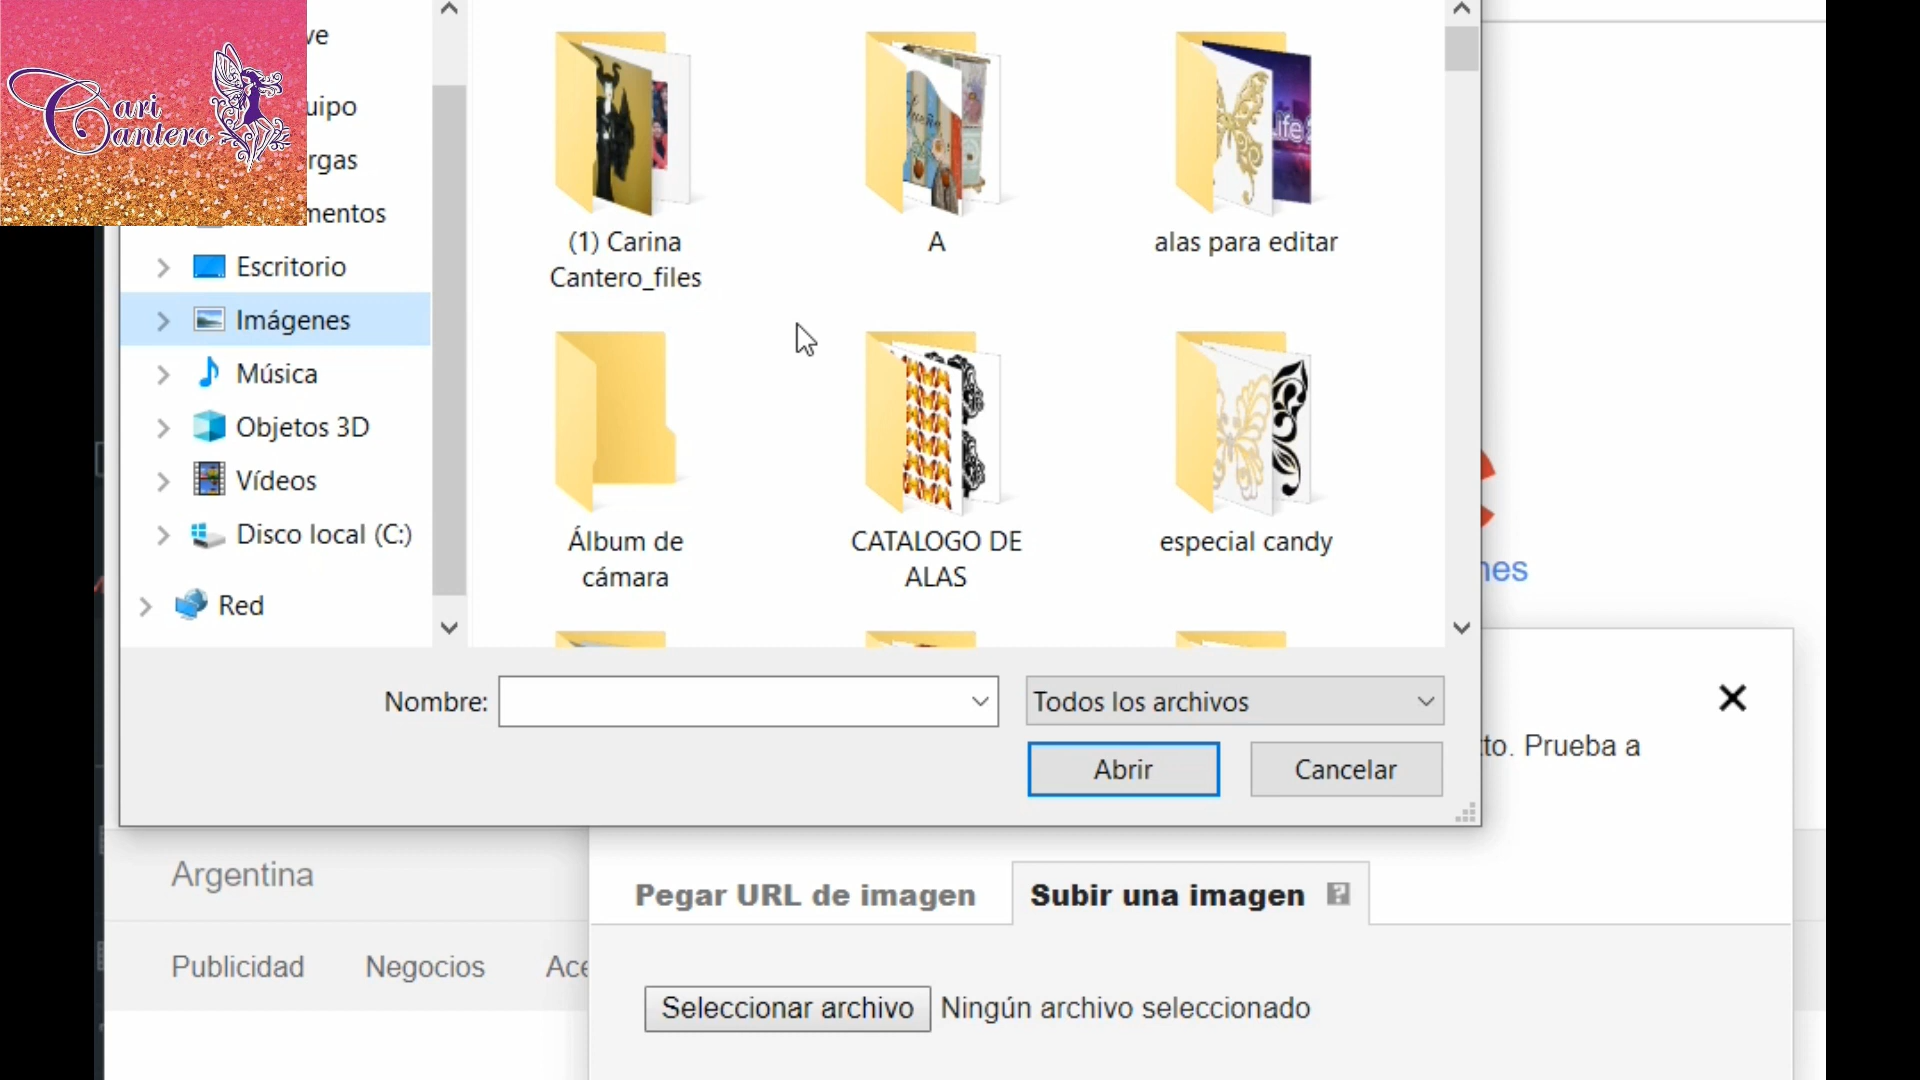 Cari
Cantero
ve
uipo
rgas
mentos
Escritorio
Imágenes
Música
Objetos 3D
Vídeos
Disco local (C:)
Red
(1) Carina
Cantero_files
A
alas para editar
Álbum de
cámara
CATALOGO DE
ALAS
especial candy
Life
nes
Nombre:
Todos los archivos
Abrir
Cancelar
to. Prueba a
Argentina
Pegar URL de imagen
Subir una imagen ?
Publicidad
Negocios
Ace
Seleccionar archivo
Ningún archivo seleccionado